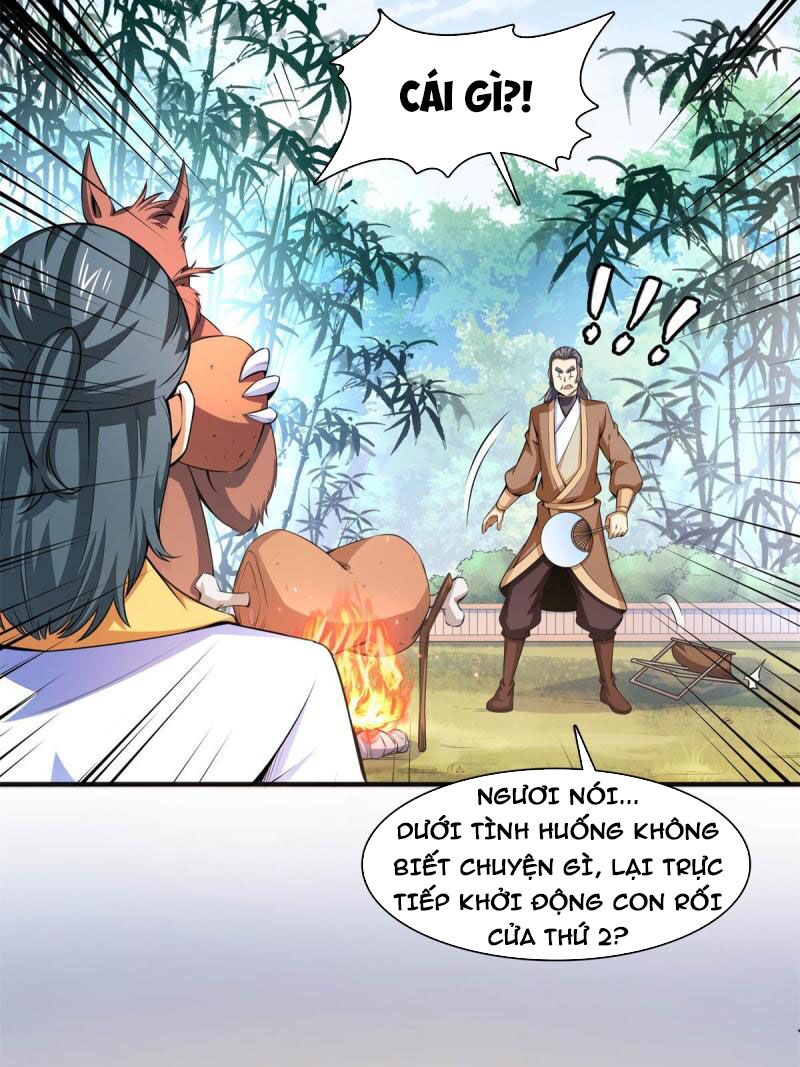 CÁI GÌ?!
!!!
NGƯƠI NÓI...
DƯỚI TÌNH HUỐNG KHÔNG
BIẾT CHUYỆN GÌ, LẠI TRỰC
TIẾP KHỞI ĐỘNG CON RỐI
CỬA THỨ 2?